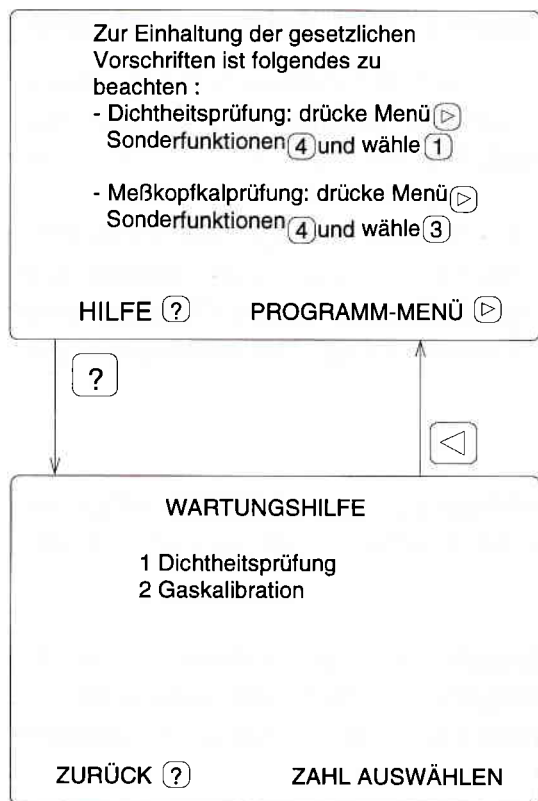 Zur Einhaltung der gesetzlichen
Vorschriften ist folgendes zu
beachten :
- Dichtheitsprüfung: drücke Menü ▷
Sonderfunktionen 4 und wähle 1
- Meßkopfkalprüfung: drücke Menü ▷
Sonderfunktionen 4 und wähle 3
HILFE ? PROGRAMM-MENÜ ▷
?
◁
WARTUNGSHILFE
1 Dichtheitsprüfung
2 Gaskalibration
ZURÜCK ? ZAHL AUSWÄHLEN